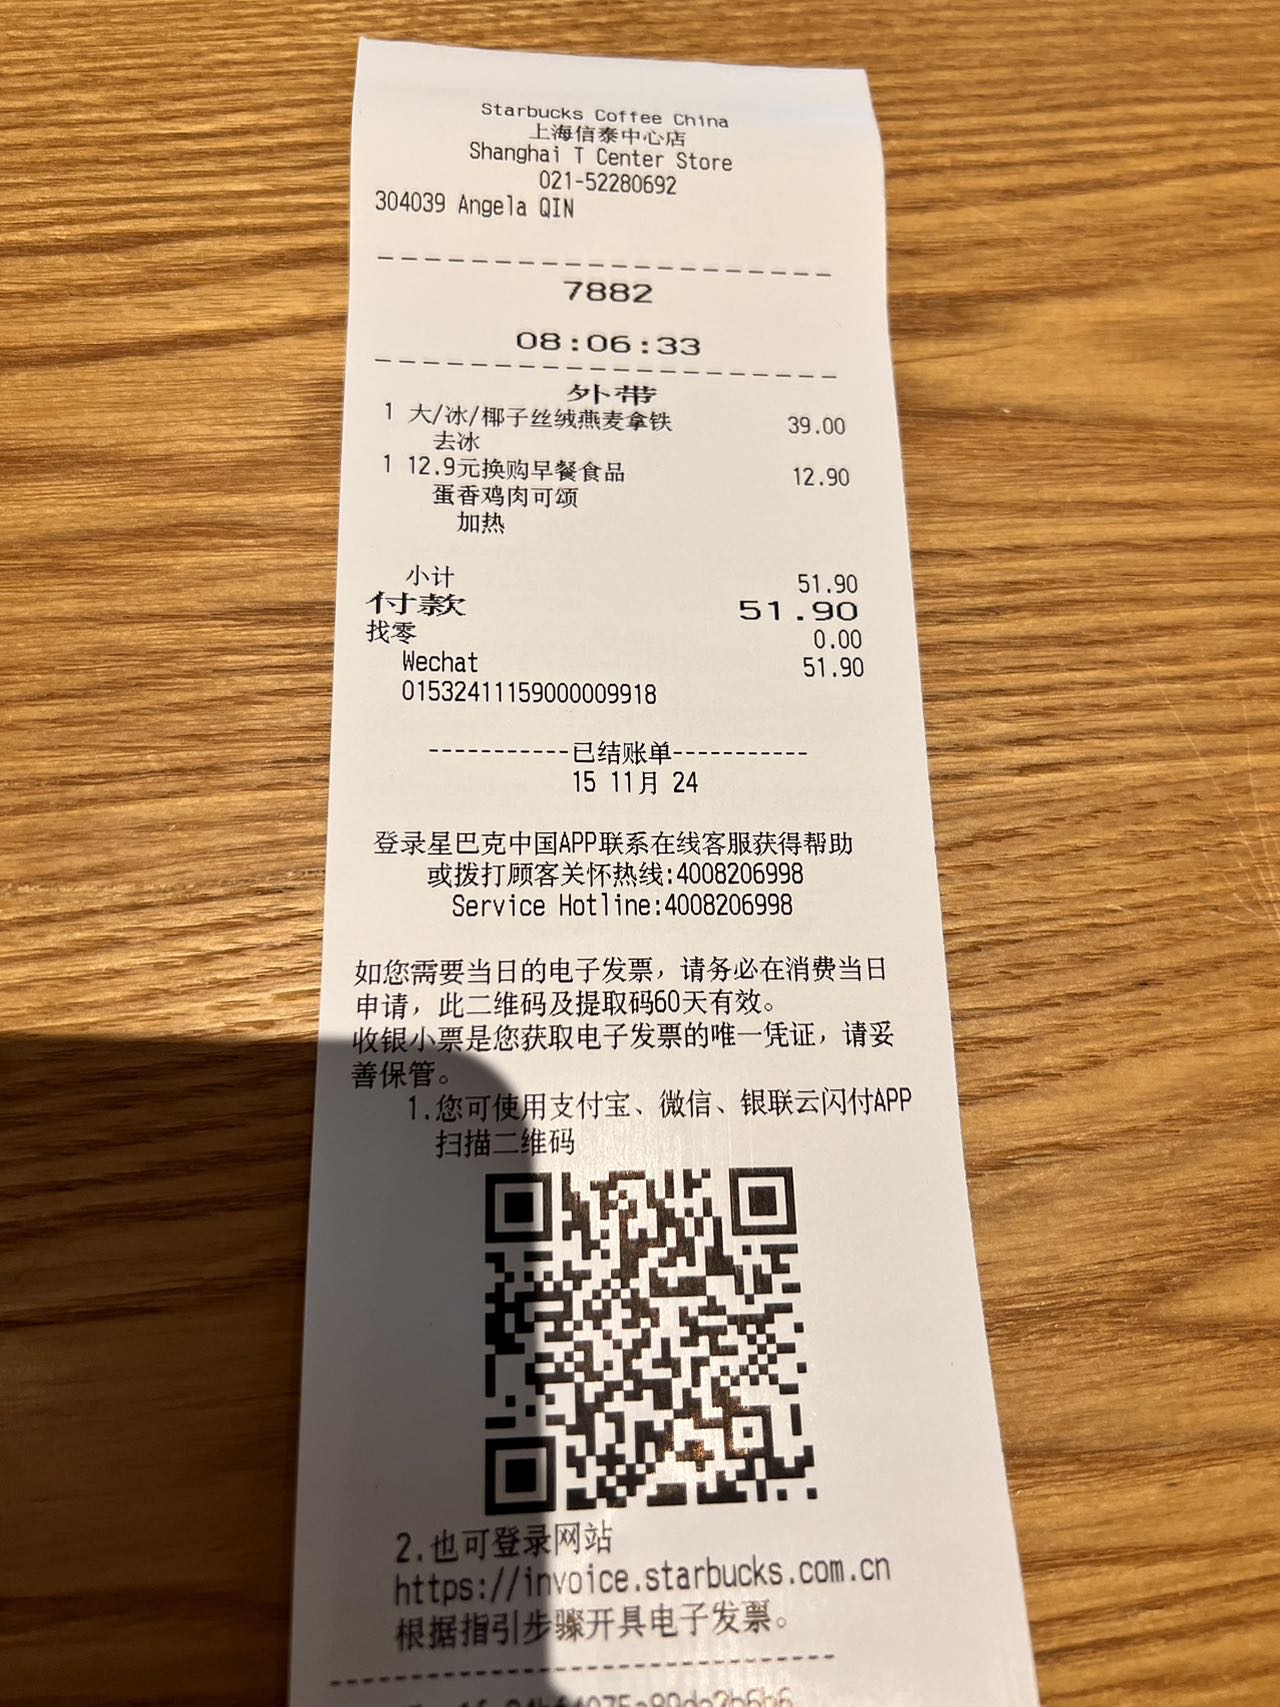 Starbucks Coffee China
上海信泰中心店
Shanghai T Center Store
021-52280692
304039 Angela QIN
7882
08:06:33
外带
1 大/冰/椰子丝绒燕麦拿铁 39.00
去冰
1 12.9元换购早餐食品 12.90
蛋香鸡肉可颂
加热
小计 51.90
付款 51.90
找零 0.00
Wechat 51.90
01532411159000009918
-----------已结账单-----------
15 11月 24
登录星巴克中国APP联系在线客服获得帮助
或拨打顾客关怀热线:4008206998
Service Hotline:4008206998
如您需要当日的电子发票，请务必在消费当日
申请，此二维码及提取码60天有效。
收银小票是您获取电子发票的唯一凭证，请妥
善保管。
1.您可使用支付宝、微信、银联云闪付APP
扫描二维码
2.也可登录网站
https://invoice.starbucks.com.cn
根据指引步骤开具电子发票。